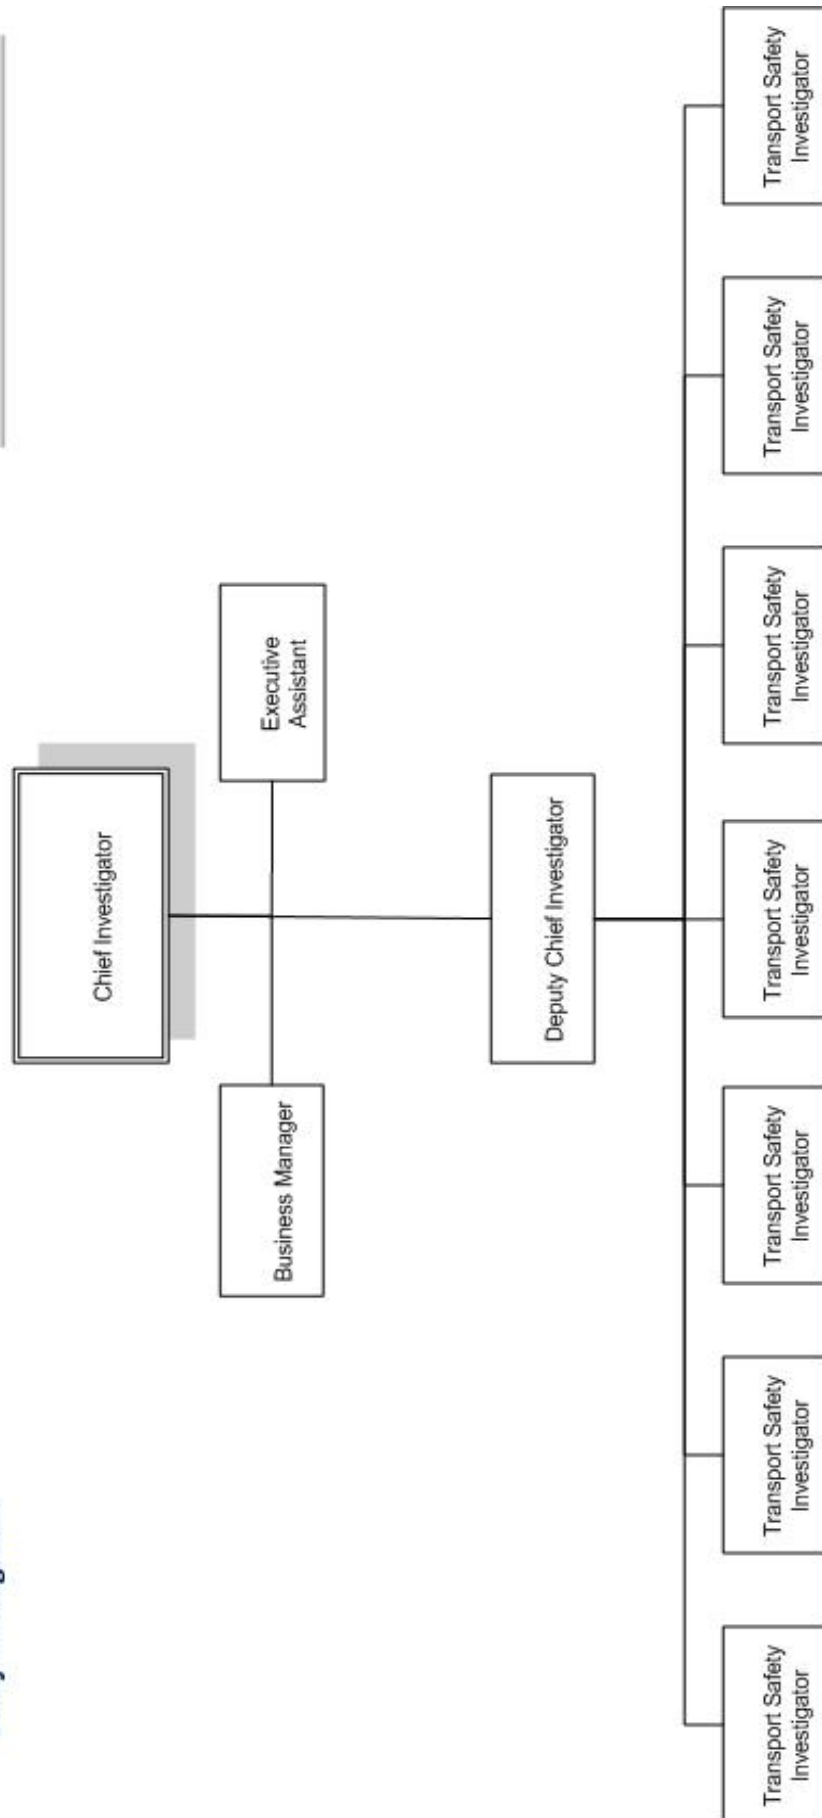 Chief Investigator
Business Manager
Executive
Assistant
Deputy Chief Investigator
Transport Safety
Investigator
Transport Safety
Investigator
Transport Safety
Investigator
Transport Safety
Investigator
Transport Safety
Investigator
Transport Safety
Investigator
Transport Safety
Investigator